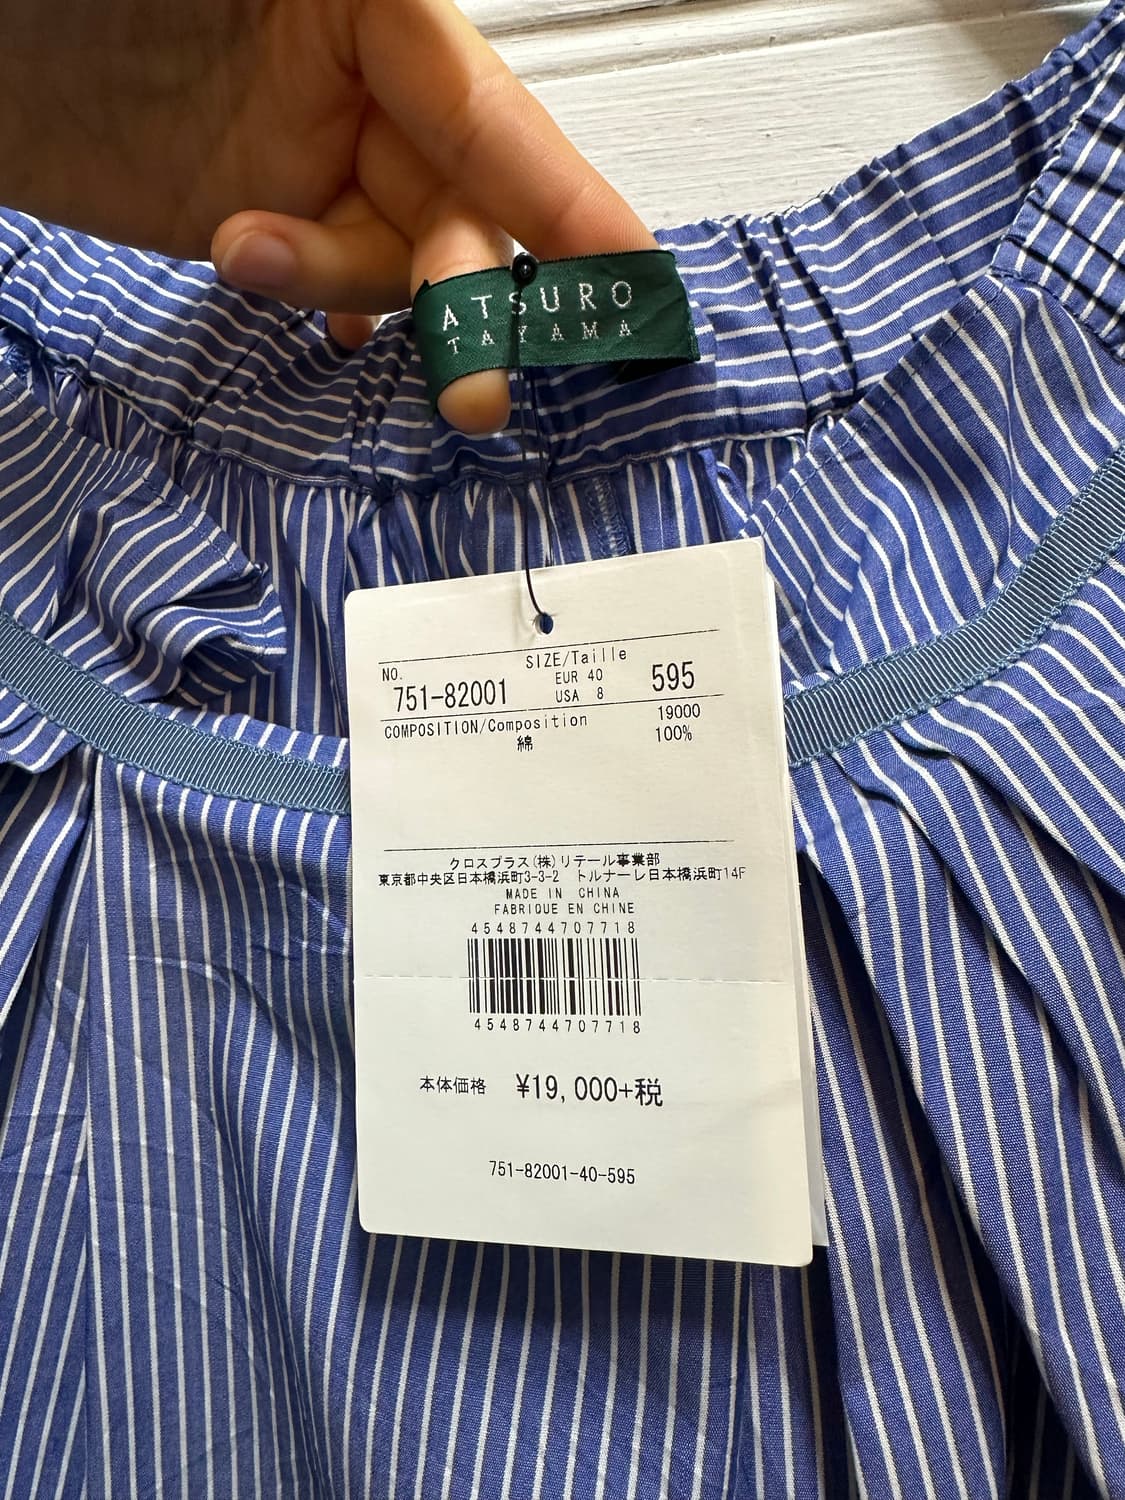 ATSURO
TAYAMA
NO. SIZE/Taille
751-82001 EUR 40 595
USA 8
COMPOSITION/Composition 19000
綿 100%
クロスプラス(株)リテール事業部
東京都中央区日本橋浜町3-3-2 トルナーレ日本橋浜町14F
MADE IN CHINA
FABRIQUE EN CHINE
4548744707718
4548744707718
本体価格 ¥19,000+税
751-82001-40-595